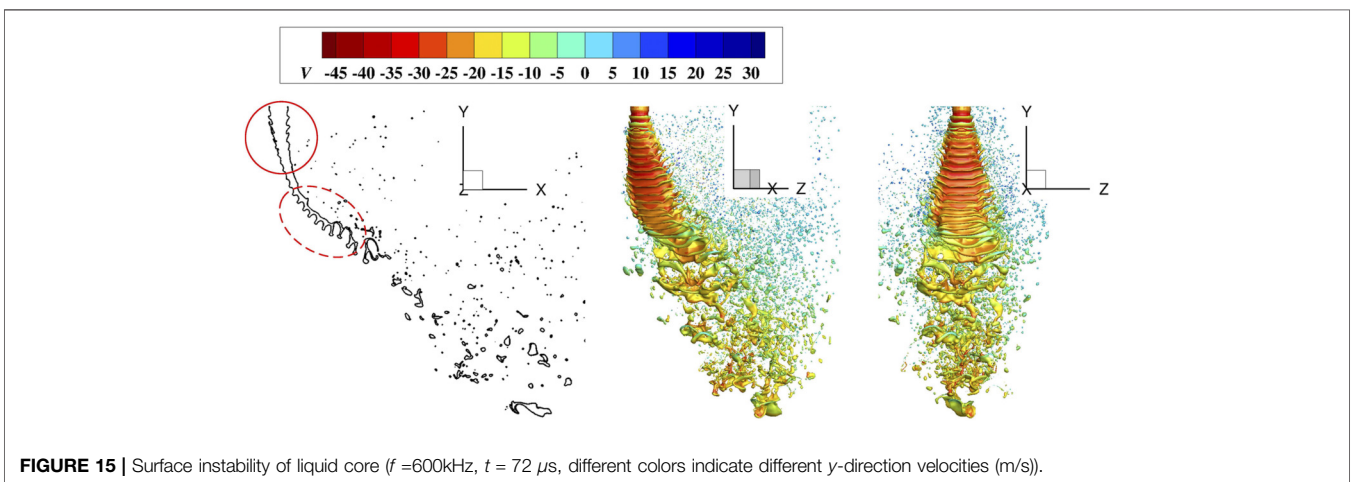 V -45 -40 -35 -30 -25 -20 -15 -10 -5 0 5 10 15 20 25 30
Y
Z X
Y
X Z
Y
X Z
FIGURE 15 | Surface instability of liquid core (f =600kHz, t = 72 µs, different colors indicate different y-direction velocities (m/s)).